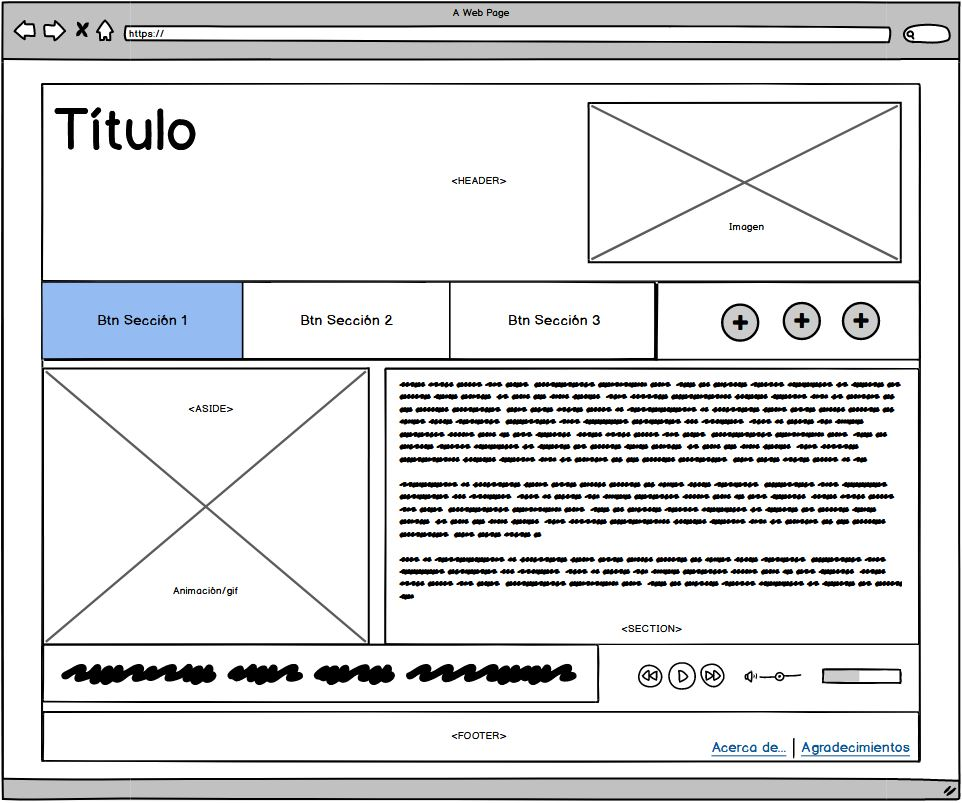 A Web Page
https://
Título
<HEADER>
Imagen
Btn Sección 1
Btn Sección 2
Btn Sección 3
<ASIDE>
Animación/gif
<SECTION>
<FOOTER>
Acerca de... | Agradecimientos